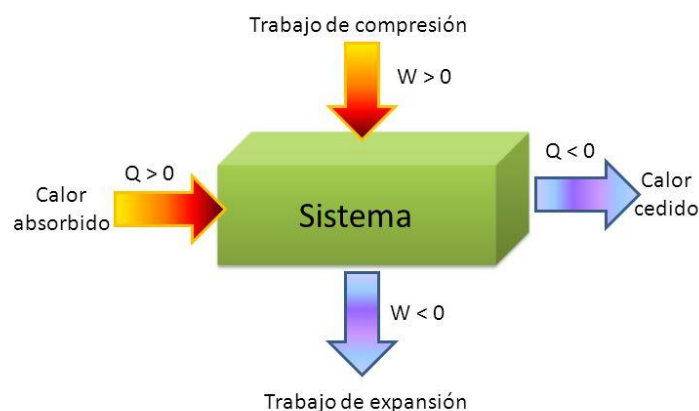 Trabajo de compresión
W > 0
Q > 0
Q < 0
Calor
absorbido
Sistema
Calor
cedido
W < 0
Trabajo de expansión